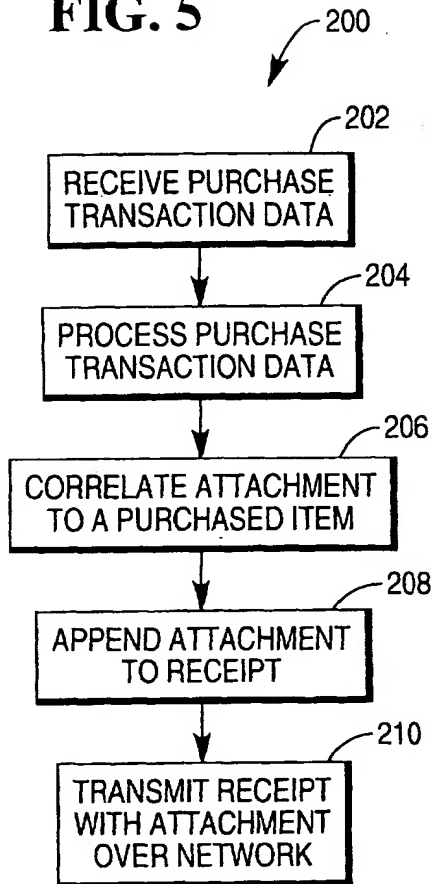 FIG. 5
200
202
RECEIVE PURCHASE
TRANSACTION DATA
204
PROCESS PURCHASE
TRANSACTION DATA
206
CORRELATE ATTACHMENT
TO A PURCHASED ITEM
208
APPEND ATTACHMENT
TO RECEIPT
210
TRANSMIT RECEIPT
WITH ATTACHMENT
OVER NETWORK